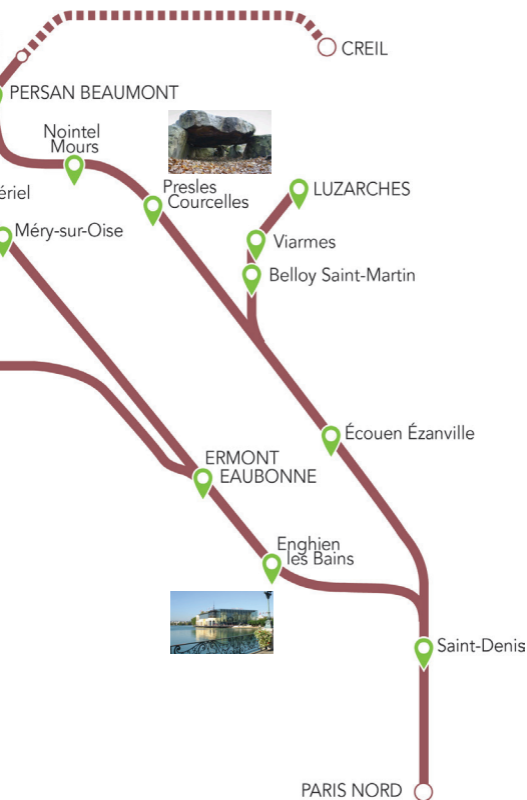 CREIL
PERSAN BEAUMONT
Nointel
Mours
Presles
Courcelles
LUZARCHES
ériel
Méry-sur-Oise
Viarmes
Belloy Saint-Martin
Écouen Ézanville
ERMONT
EAUBONNE
Enghien
les Bains
Saint-Denis
PARIS NORD